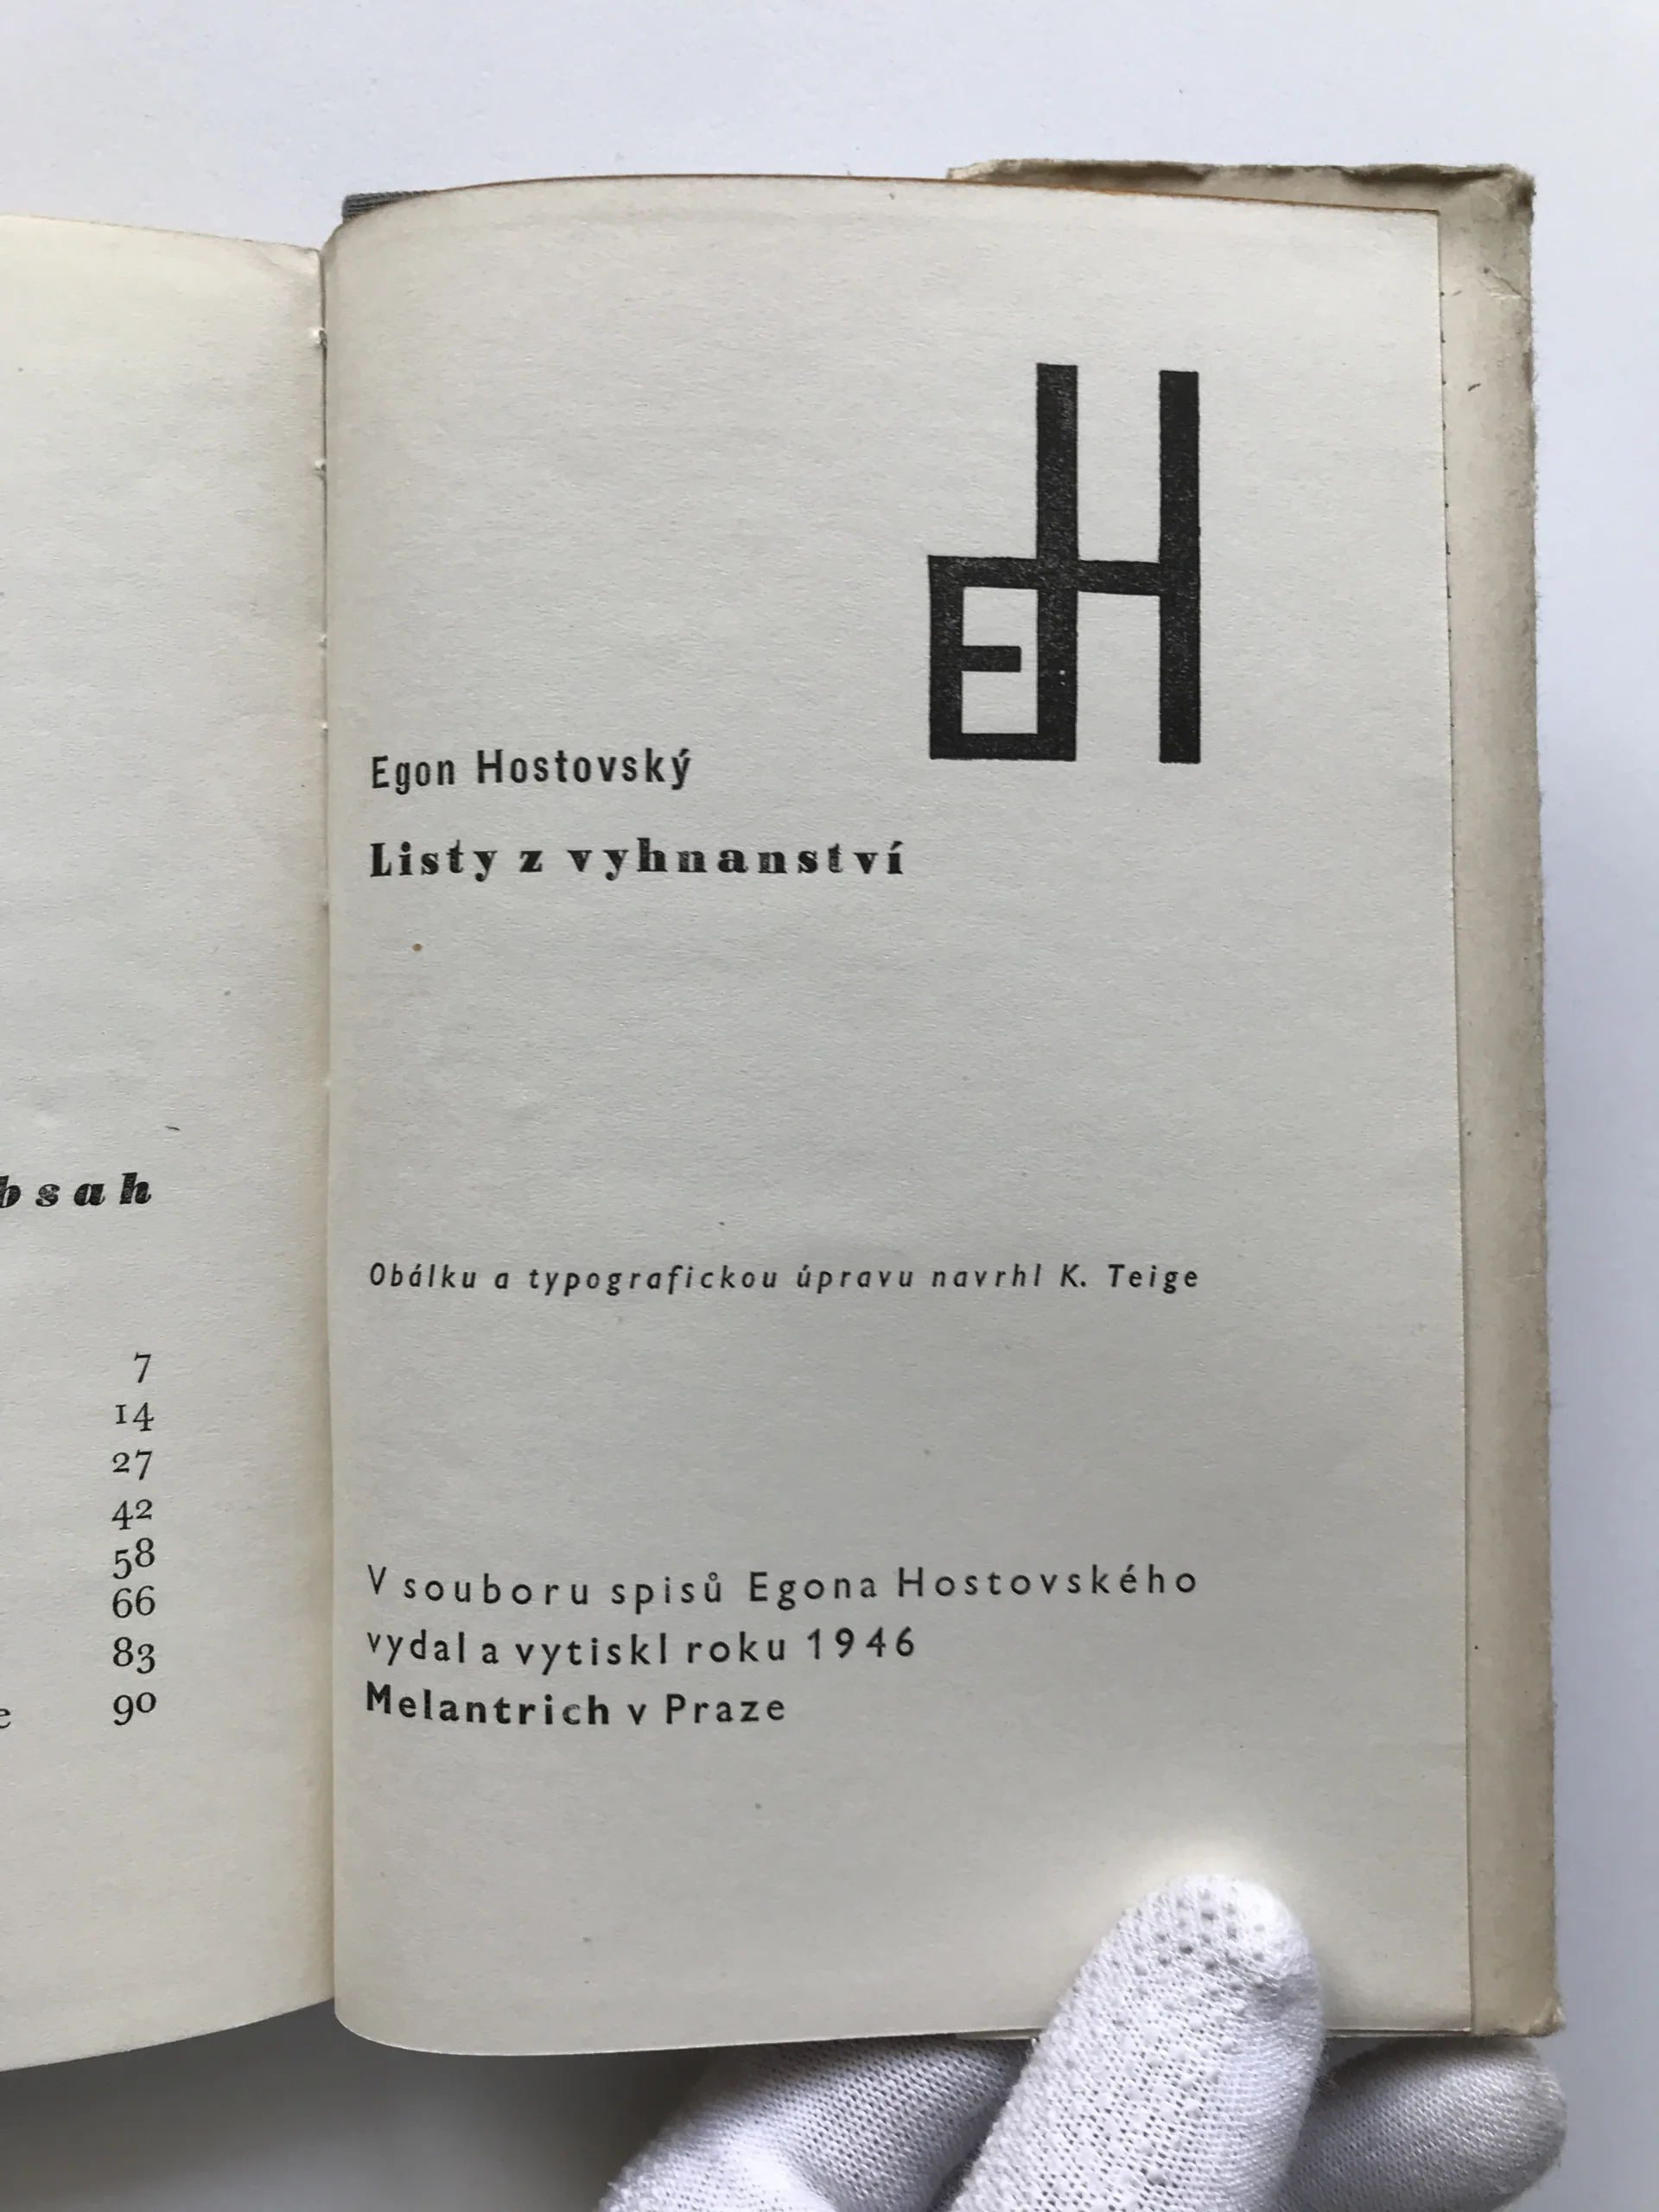 bsah
7
14
27
42
58
66
83
e 90
EH
Egon Hostovský
Listy z vyhnanství
Obálku a typografickou úpravu navrhl K. Teige
V souboru spisů Egona Hostovského
vydal a vytiskl roku 1946
Melantrich v Praze